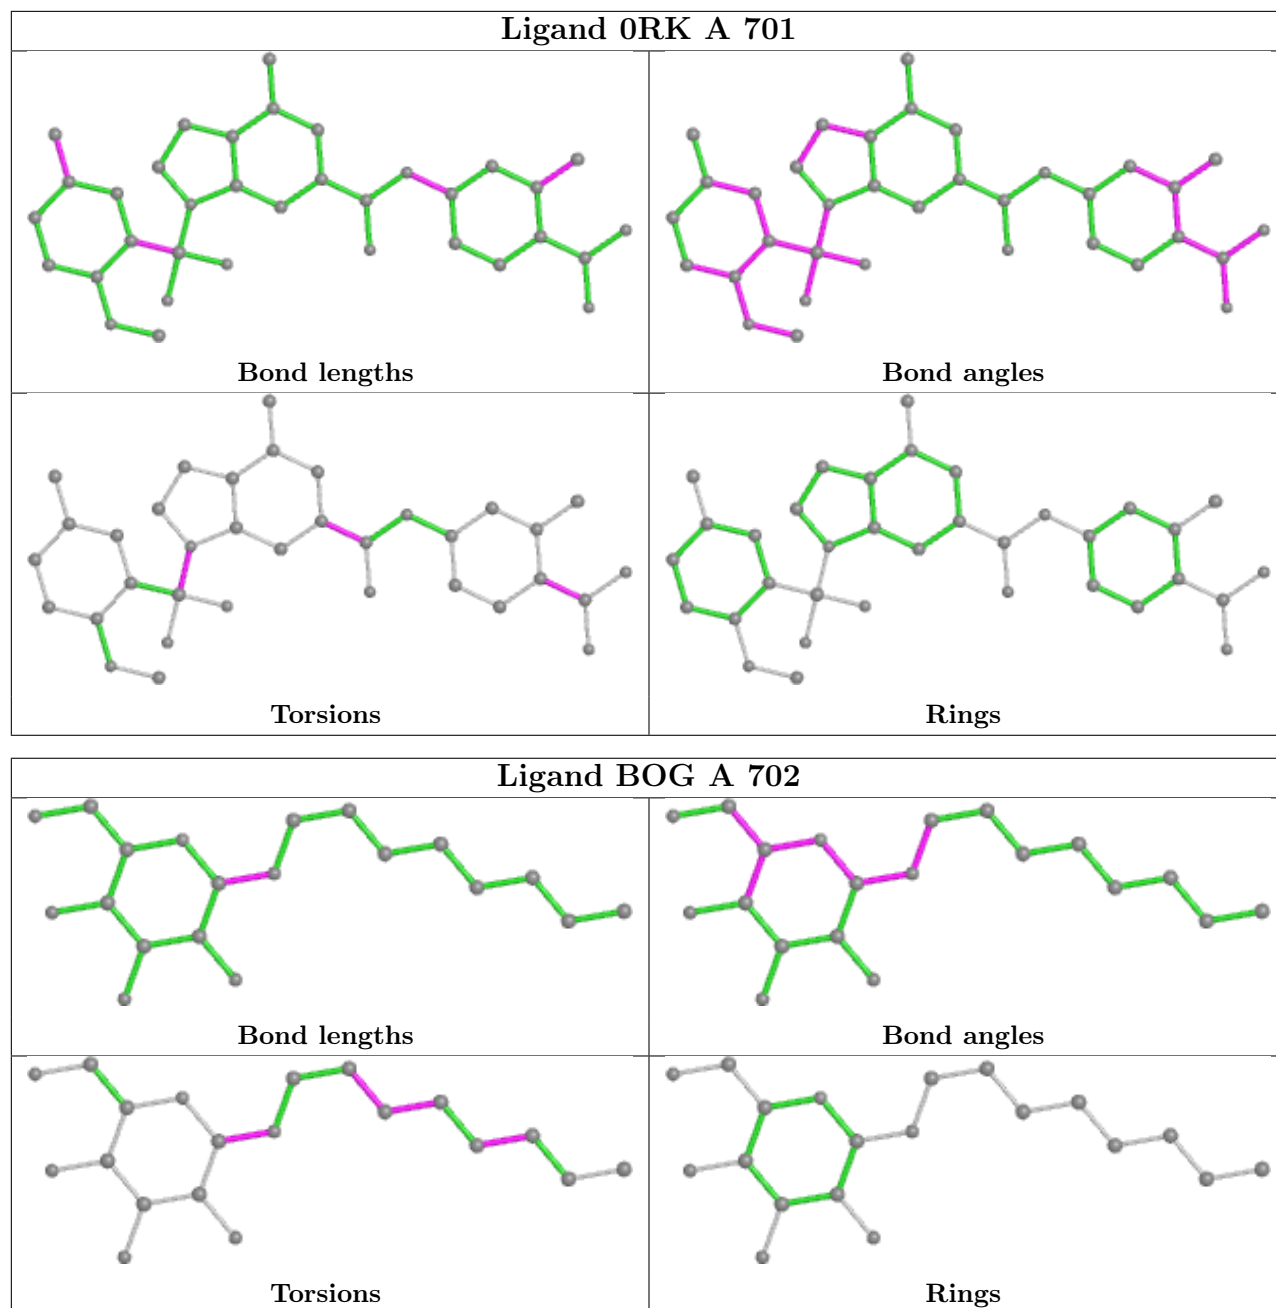 Ligand 0RK A 701
Bond lengths
Bond angles
Torsions
Rings
Ligand BOG A 702
Bond lengths
Bond angles
Torsions
Rings